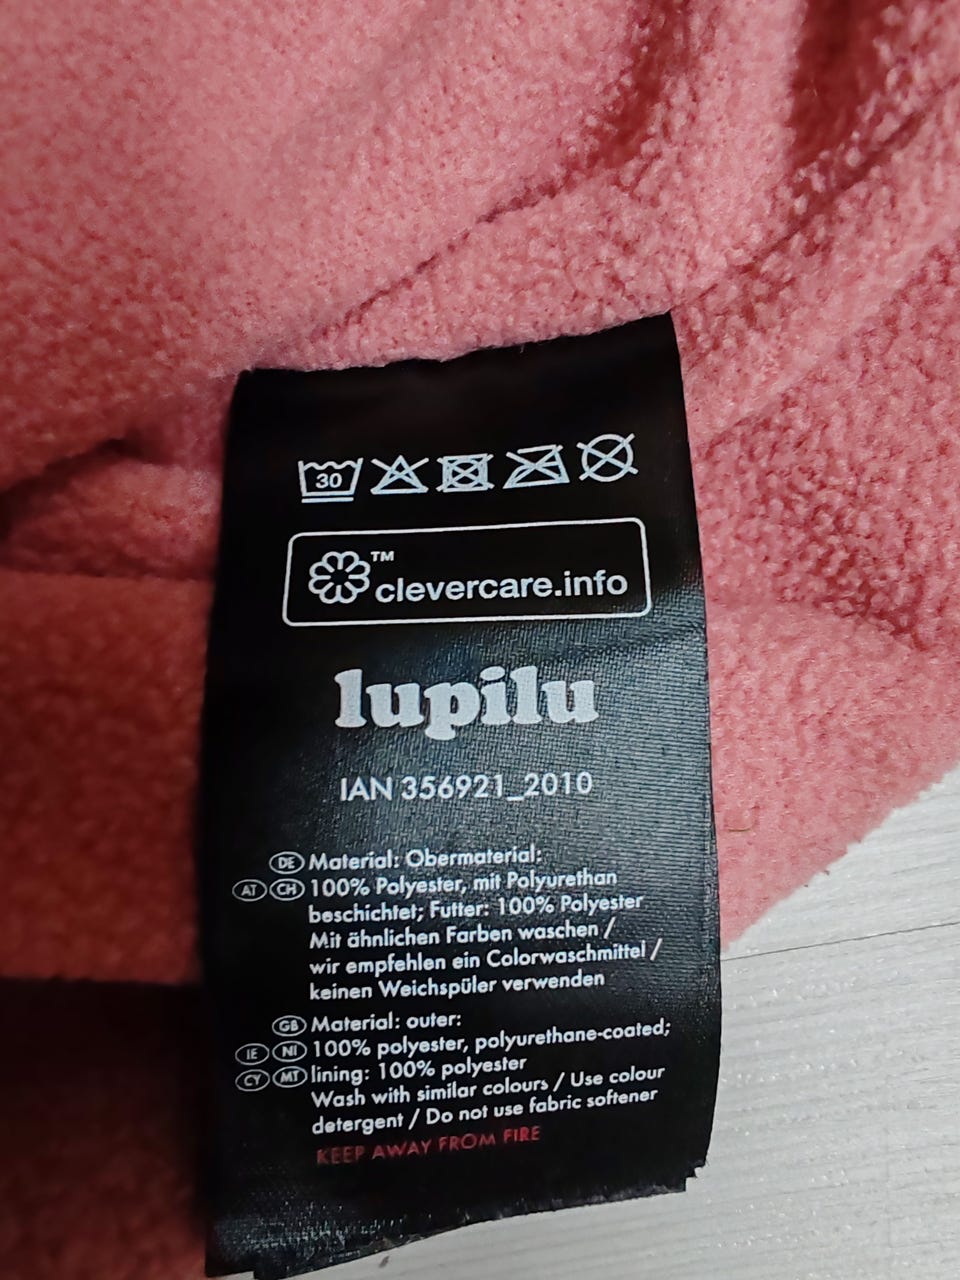 30
™
clevercare.info
lupilu
IAN 356921_2010
DE Material: Obermaterial:
AT CH 100% Polyester, mit Polyurethan
beschichtet; Futter: 100% Polyester
Mit ähnlichen Farben waschen /
wir empfehlen ein Colorwaschmittel /
keinen Weichspüler verwenden
GB Material: outer:
IE NI 100% polyester, polyurethane-coated;
CY MT lining: 100% polyester
Wash with similar colours / Use colour
detergent / Do not use fabric softener
KEEP AWAY FROM FIRE